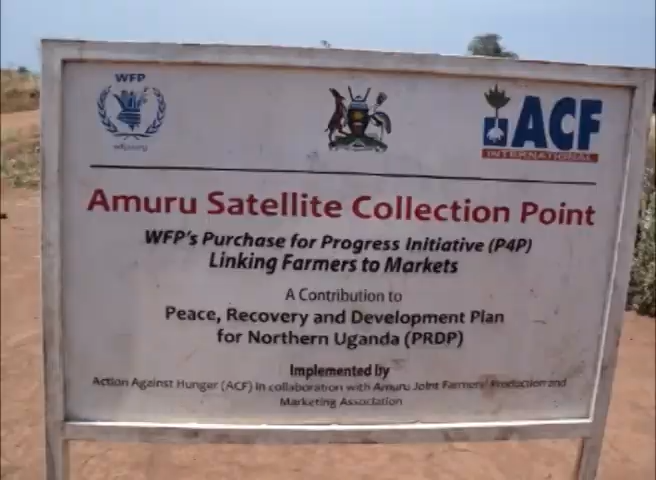 WFP
wfp.org
ACF
INTERNATIONAL
Amuru Satellite Collection Point
WFP's Purchase for Progress Initiative (P4P)
Linking Farmers to Markets
A Contribution to
Peace, Recovery and Development Plan
for Northern Uganda (PRDP)
Implemented by
Action Against Hunger (ACF) in collaboration with Amuru Joint Farmers' Production and
Marketing Association